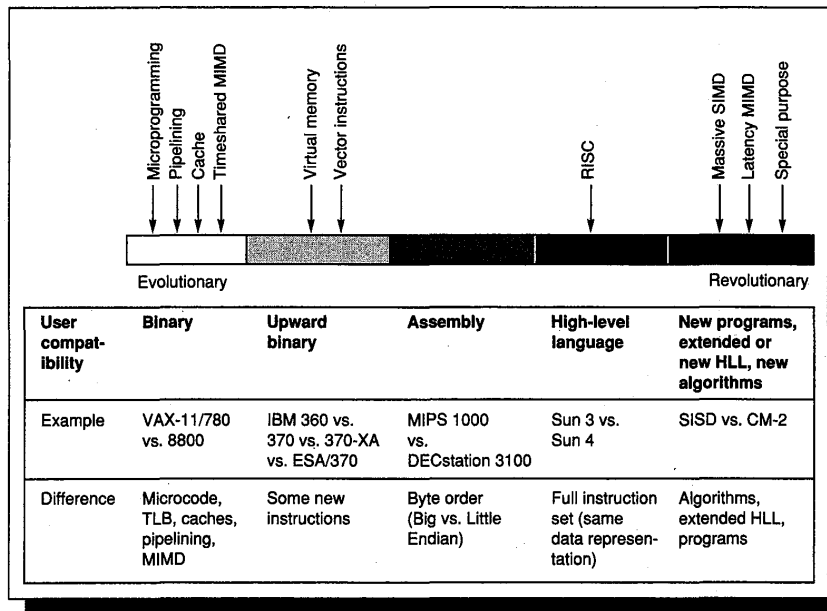 Microprogramming
Pipelining
Cache
Timeshared MIMD
Virtual memory
Vector instructions
RISC
Massive SIMD
Latency MIMD
Special purpose
Evolutionary
Revolutionary
User
compat-
ibility
Binary
Upward
binary
Assembly
High-level
language
New programs,
extended or
new HLL, new
algorithms
Example
VAX-11/780
vs. 8800
IBM 360 vs.
370 vs. 370-XA
vs. ESA/370
MIPS 1000
vs.
DECstation 3100
Sun 3 vs.
Sun 4
SISD vs. CM-2
Difference
Microcode,
TLB, caches,
pipelining,
MIMD
Some new
instructions
Byte order
(Big vs. Little
Endian)
Full instruction
set (same
data represen-
tation)
Algorithms,
extended HLL,
programs